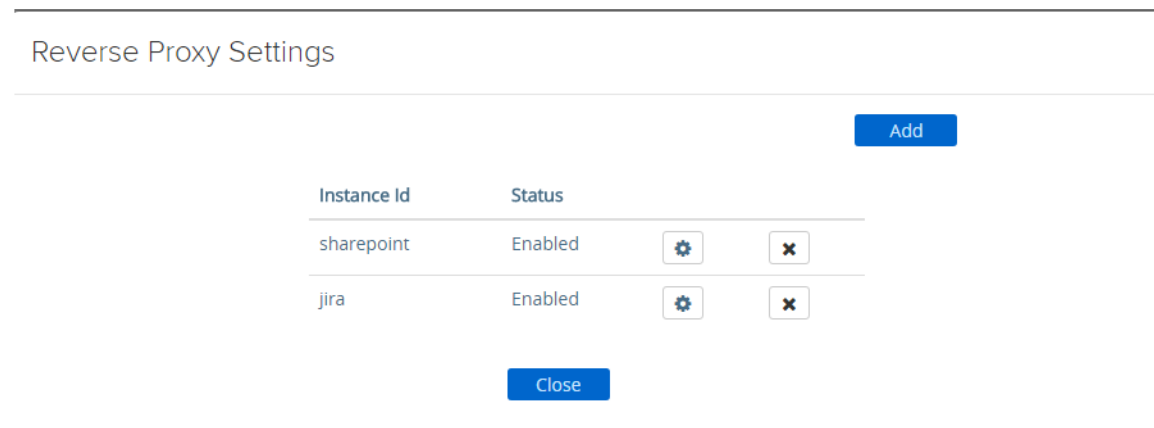 Reverse Proxy Settings
Add
Instance Id Status
sharepoint Enabled
jira Enabled
Close